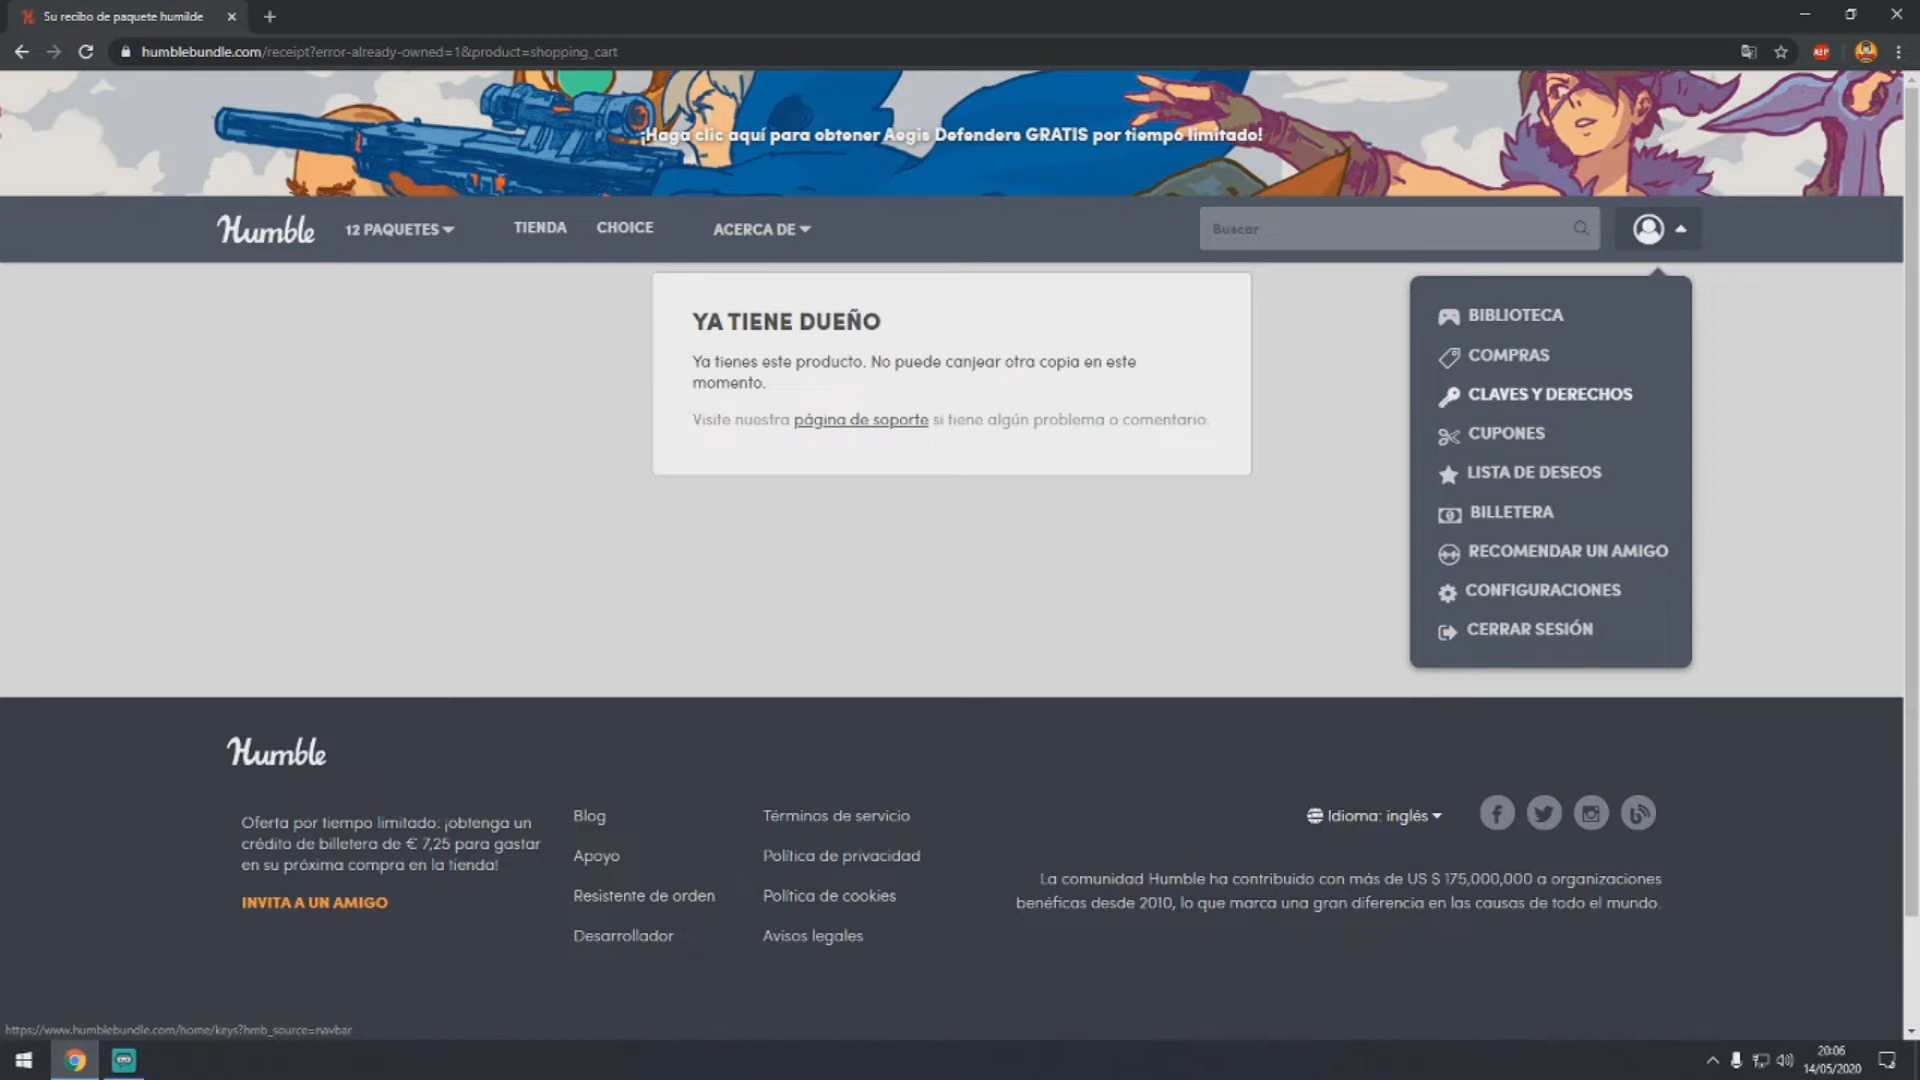 Su recibo de paquete humilde
humblebundle.com/receipt?error-already-owned=1&product=shopping_cart
ABP
¡Haga clic aquí para obtener Aegis Defenders GRATIS por tiempo limitado!
Humble
12 PAQUETES
TIENDA
CHOICE
ACERCA DE
Buscar
YA TIENE DUEÑO
Ya tienes este producto. No puede canjear otra copia en este
momento.
Visite nuestra página de soporte si tiene algún problema o comentario.
BIBLIOTECA
COMPRAS
CLAVES Y DERECHOS
CUPONES
LISTA DE DESEOS
BILLETERA
RECOMENDAR UN AMIGO
CONFIGURACIONES
CERRAR SESIÓN
Humble
Oferta por tiempo limitado: ¡obtenga un
crédito de billetera de € 7,25 para gastar
en su próxima compra en la tienda!
INVITA A UN AMIGO
Blog
Apoyo
Resistente de orden
Desarrollador
Términos de servicio
Política de privacidad
Política de cookies
Avisos legales
Idioma: inglés
La comunidad Humble ha contribuido con más de US $ 175,000,000 a organizaciones
benéficas desde 2010, lo que marca una gran diferencia en las causas de todo el mundo.
https://www.humblebundle.com/home/keys?hmb_source=navbar
20:06
14/05/2020